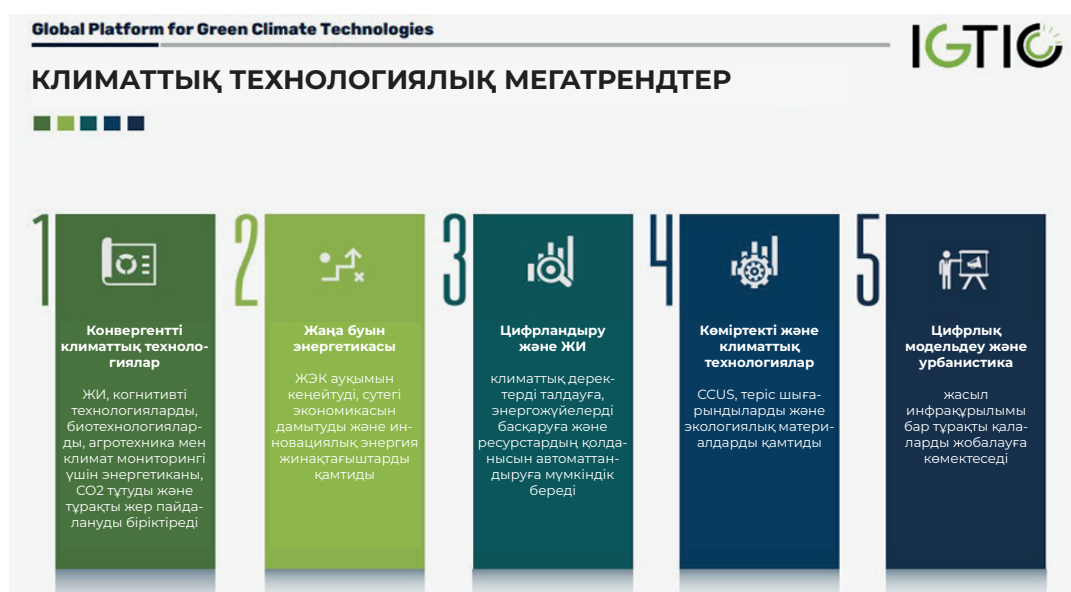 Global Platform for Green Climate Technologies
IGTIC
КЛИМАТТЫҚ ТЕХНОЛОГИЯЛЫҚ МЕГАТРЕНДТЕР
1
Конвергентті
климаттық техноло-
гиялар
ЖИ, когнитивті
технологияларды,
биотехнологиялар-
ды, агротехника мен
климат мониторингі
үшін энергетиканы,
СО2 тұтуды және
тұрақты жер пайда-
лануды біріктіреді
2
Жаңа буын
энергетикасы
ЖЭК ауқымын
кеңейтуді, сутегі
экономикасын
дамытуды және ин-
новациялық энергия
жинақтағыштарды
қамтиды
3
Цифрландыру
және ЖИ
климаттық дерек-
терді талдауға,
энергожүйелерді
басқаруға және
ресурстардың қолда-
нысын автоматтан-
дыруға мүмкіндік
береді
4
Көміртекті және
климаттық
технологиялар
CCUS, теріс шыға-
рындыларды және
экологиялық матери-
алдарды қамтиды
5
Цифрлық
модельдеу және
урбанистика
жасыл
инфрақұрылымы
бар тұрақты қала-
ларды жобалауға
көмектеседі